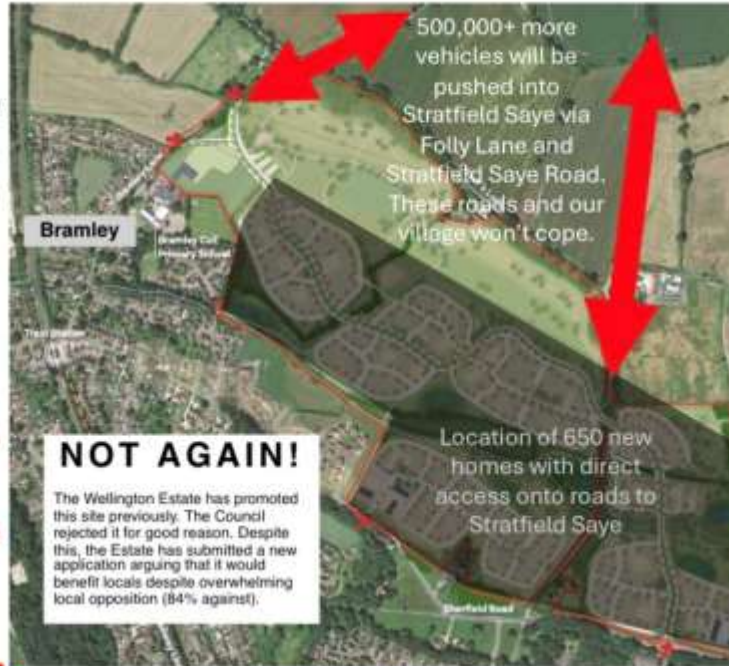 500,000+ more
vehicles will be
pushed into
Stratfield Saye via
Folly Lane and
Stratfield Saye Road.
These roads and our
village won't cope.
Bramley
Bramley CofE
Primary School
Train Station
Location of 650 new
homes with direct
access onto roads to
Stratfield Saye
NOT AGAIN!
The Wellington Estate has promoted
this site previously. The Council
rejected it for good reason. Despite
this, the Estate has submitted a new
application arguing that it would
benefit locals despite overwhelming
local opposition (84% against).
Sherfield Road